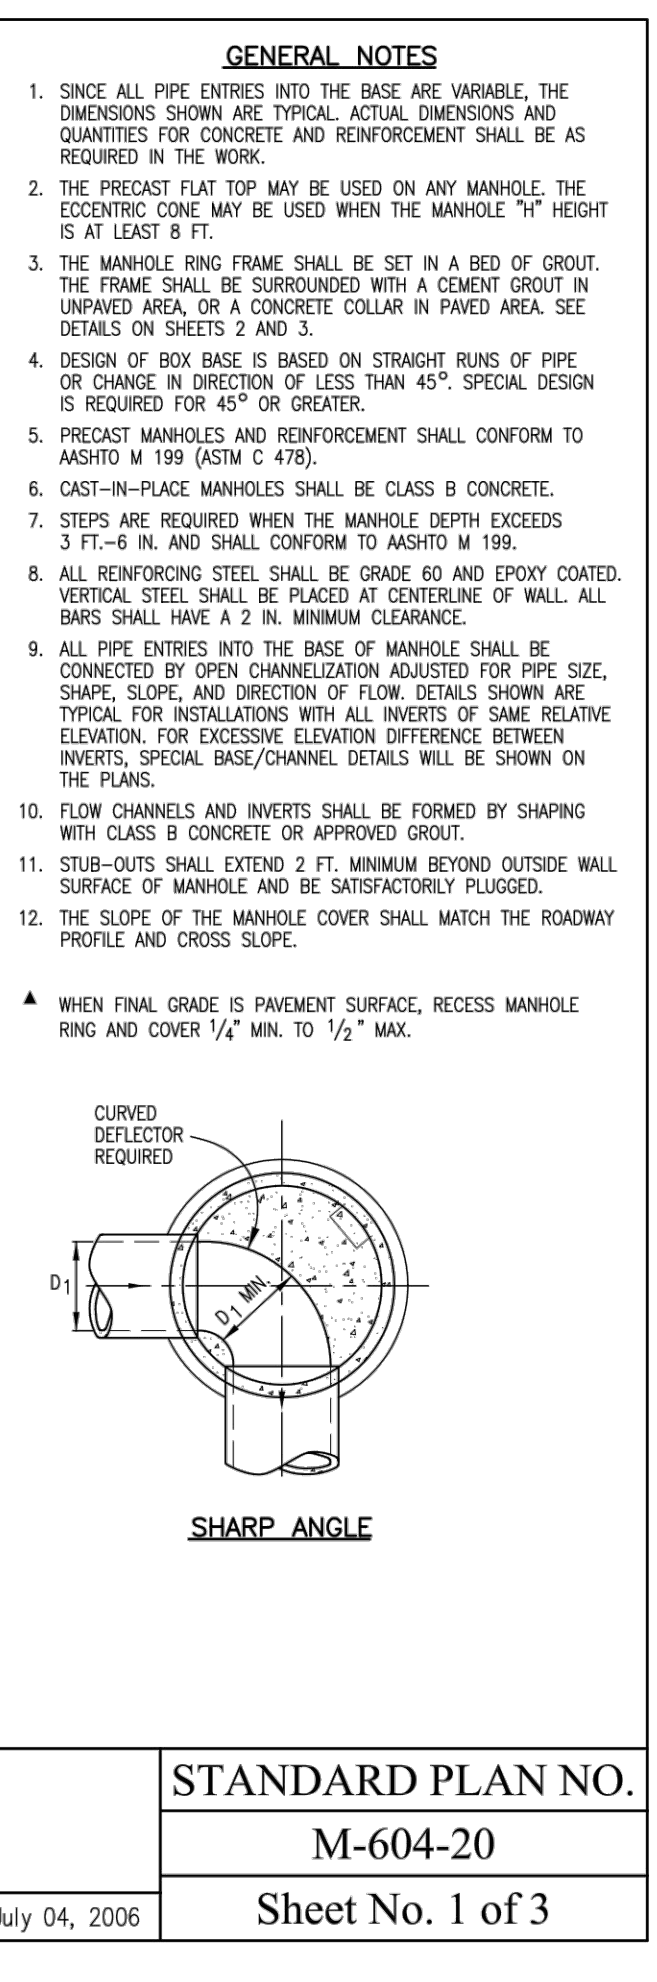 GENERAL NOTES
1. SINCE ALL PIPE ENTRIES INTO THE BASE ARE VARIABLE, THE
DIMENSIONS SHOWN ARE TYPICAL. ACTUAL DIMENSIONS AND
QUANTITIES FOR CONCRETE AND REINFORCEMENT SHALL BE AS
REQUIRED IN THE WORK.
2. THE PRECAST FLAT TOP MAY BE USED ON ANY MANHOLE. THE
ECCENTRIC CONE MAY BE USED WHEN THE MANHOLE "H" HEIGHT
IS AT LEAST 8 FT.
3. THE MANHOLE RING FRAME SHALL BE SET IN A BED OF GROUT.
THE FRAME SHALL BE SURROUNDED WITH A CEMENT GROUT IN
UNPAVED AREA, OR A CONCRETE COLLAR IN PAVED AREA. SEE
DETAILS ON SHEETS 2 AND 3.
4. DESIGN OF BOX BASE IS BASED ON STRAIGHT RUNS OF PIPE
OR CHANGE IN DIRECTION OF LESS THAN 45°. SPECIAL DESIGN
IS REQUIRED FOR 45° OR GREATER.
5. PRECAST MANHOLES AND REINFORCEMENT SHALL CONFORM TO
AASHTO M 199 (ASTM C 478).
6. CAST-IN-PLACE MANHOLES SHALL BE CLASS B CONCRETE.
7. STEPS ARE REQUIRED WHEN THE MANHOLE DEPTH EXCEEDS
3 FT.-6 IN. AND SHALL CONFORM TO AASHTO M 199.
8. ALL REINFORCING STEEL SHALL BE GRADE 60 AND EPOXY COATED.
VERTICAL STEEL SHALL BE PLACED AT CENTERLINE OF WALL. ALL
BARS SHALL HAVE A 2 IN. MINIMUM CLEARANCE.
9. ALL PIPE ENTRIES INTO THE BASE OF MANHOLE SHALL BE
CONNECTED BY OPEN CHANNELIZATION ADJUSTED FOR PIPE SIZE,
SHAPE, SLOPE, AND DIRECTION OF FLOW. DETAILS SHOWN ARE
TYPICAL FOR INSTALLATIONS WITH ALL INVERTS OF SAME RELATIVE
ELEVATION. FOR EXCESSIVE ELEVATION DIFFERENCE BETWEEN
INVERTS, SPECIAL BASE/CHANNEL DETAILS WILL BE SHOWN ON
THE PLANS.
10. FLOW CHANNELS AND INVERTS SHALL BE FORMED BY SHAPING
WITH CLASS B CONCRETE OR APPROVED GROUT.
11. STUB-OUTS SHALL EXTEND 2 FT. MINIMUM BEYOND OUTSIDE WALL
SURFACE OF MANHOLE AND BE SATISFACTORILY PLUGGED.
12. THE SLOPE OF THE MANHOLE COVER SHALL MATCH THE ROADWAY
PROFILE AND CROSS SLOPE.
▲ WHEN FINAL GRADE IS PAVEMENT SURFACE, RECESS MANHOLE
RING AND COVER 1/4" MIN. TO 1/2" MAX.
CURVED
DEFLECTOR
REQUIRED
D1
D1 MIN.
SHARP ANGLE
STANDARD PLAN NO.
M-604-20
July 04, 2006
Sheet No. 1 of 3